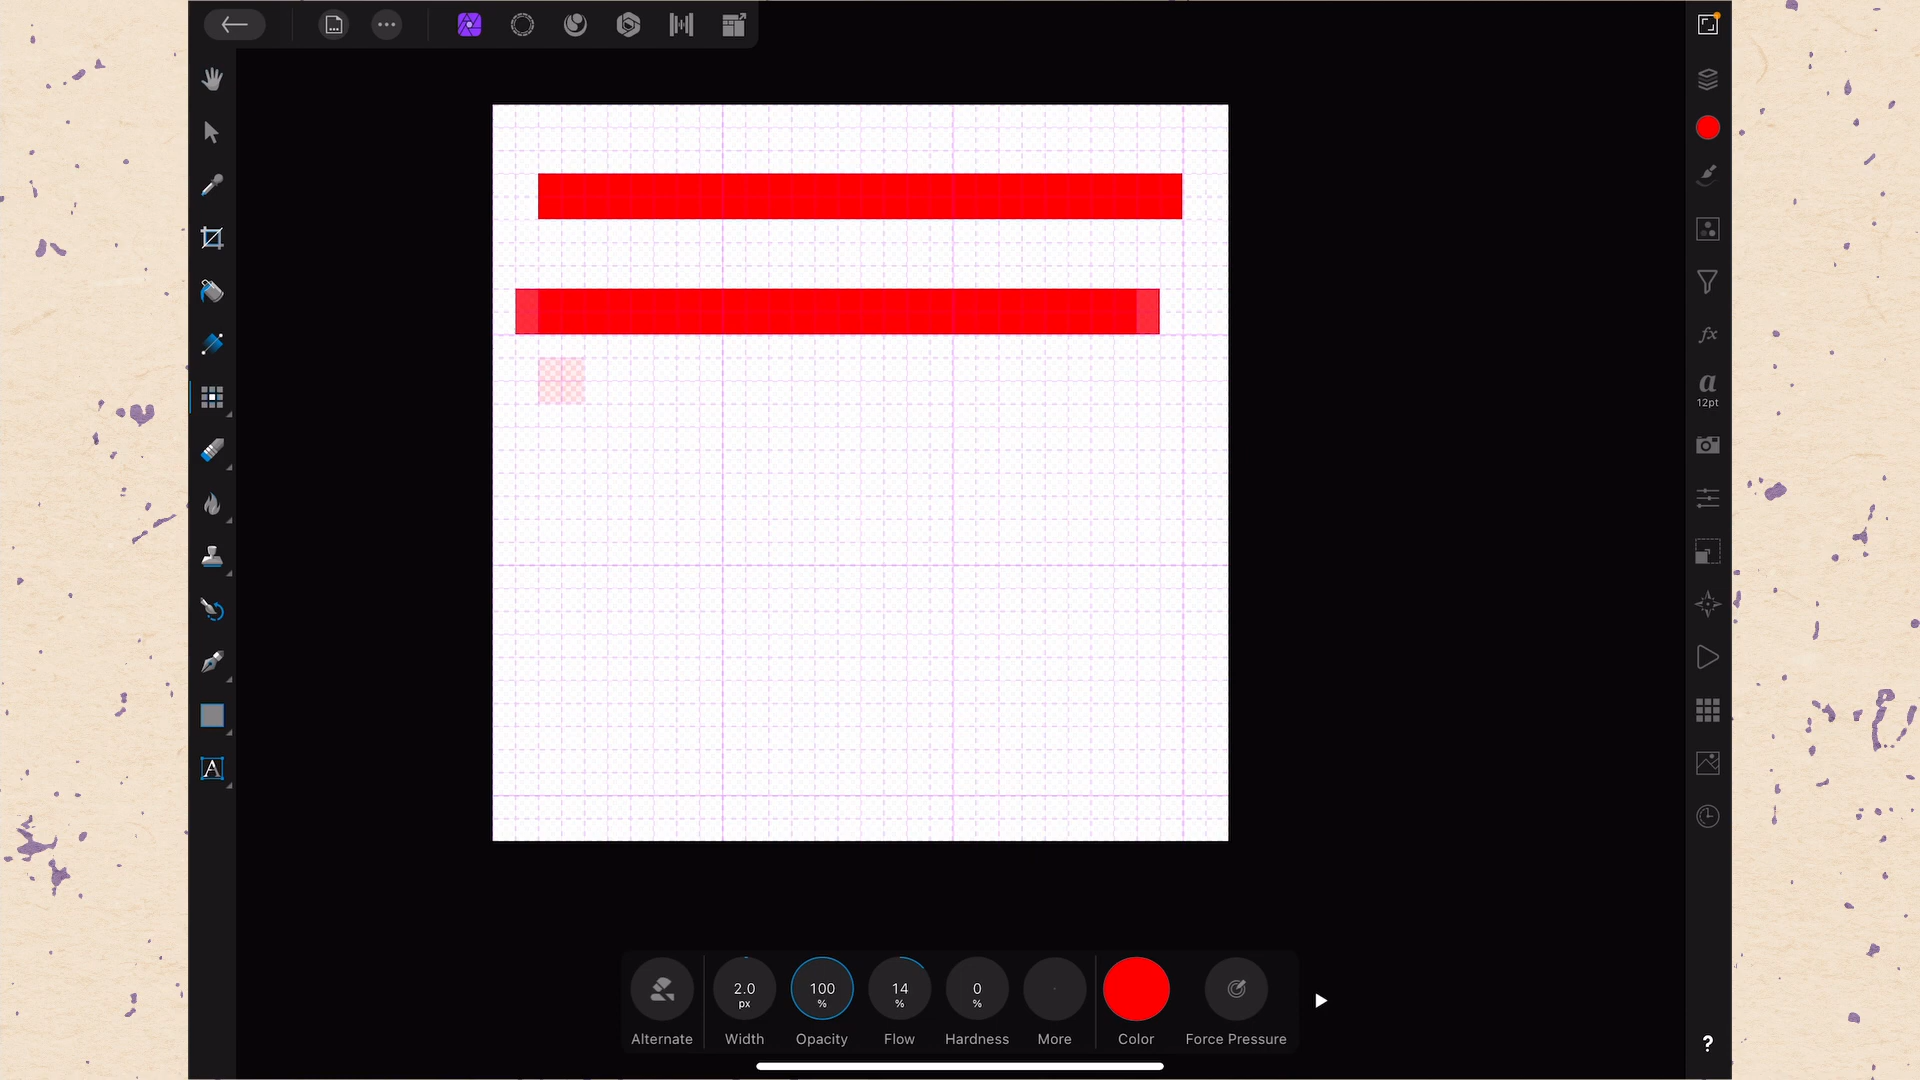 a
12pt
A
2.0 px
100 %
14 %
0 %
Alternate
Width
Opacity
Flow
Hardness
More
Color
Force Pressure
?